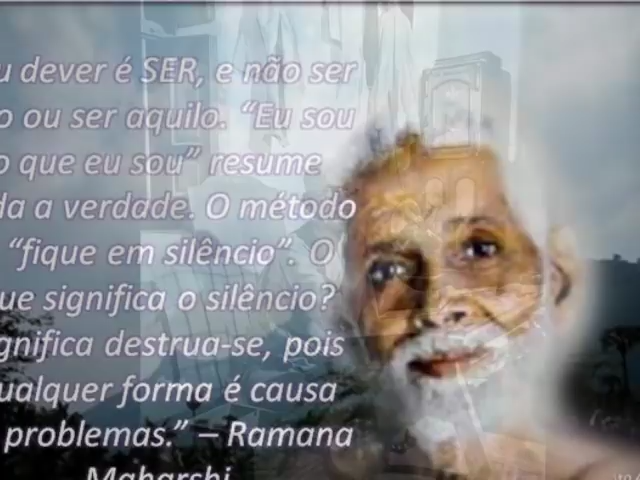 u dever é SER, e não ser
o ou ser aquilo. “Eu sou
o que eu sou” resume
da a verdade. O método
“fique em silêncio”. O
ue significa o silêncio?
gnifica destrua-se, pois
ualquer forma é causa
problemas.” – Ramana
Maharshi